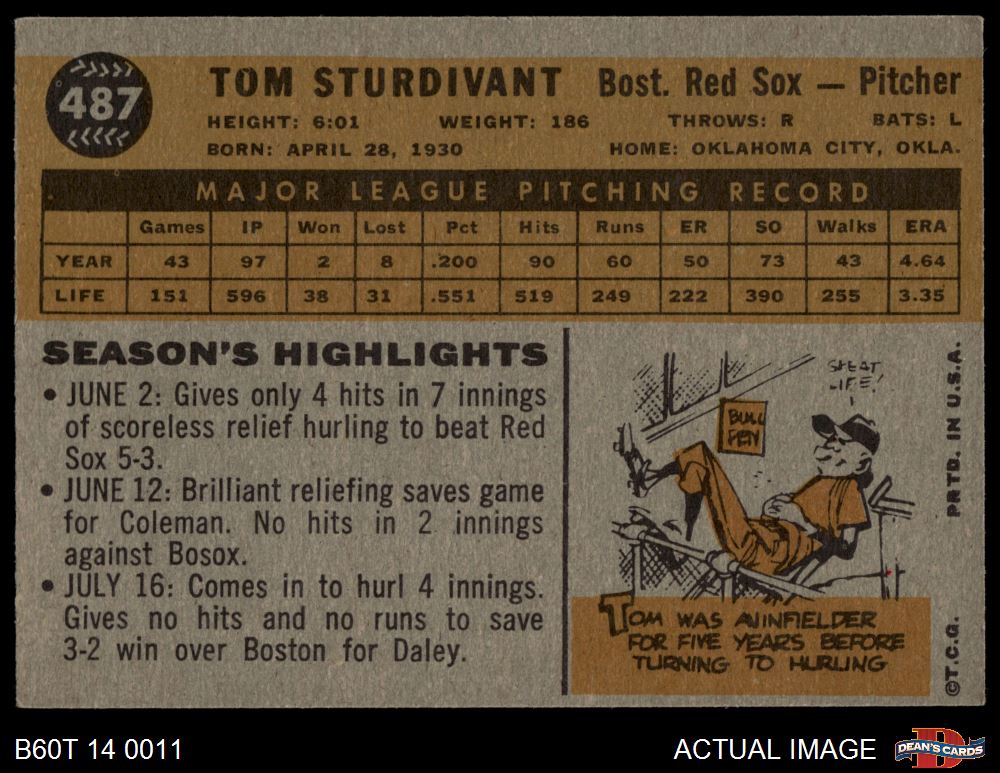 487
TOM STURDIVANT Bost. Red Sox — Pitcher
HEIGHT: 6:01 WEIGHT: 186 THROWS: R BATS: L
BORN: APRIL 28, 1930 HOME: OKLAHOMA CITY, OKLA.
MAJOR LEAGUE PITCHING RECORD
Games IP Won Lost Pct Hits Runs ER SO Walks ERA
YEAR 43 97 2 8 .200 90 60 50 73 43 4.64
LIFE 151 596 38 31 .551 519 249 222 390 255 3.35
SEASON'S HIGHLIGHTS
• JUNE 2: Gives only 4 hits in 7 innings
of scoreless relief hurling to beat Red
Sox 5-3.
• JUNE 12: Brilliant reliefing saves game
for Coleman. No hits in 2 innings
against Bosox.
• JULY 16: Comes in to hurl 4 innings.
Gives no hits and no runs to save
3-2 win over Boston for Daley.
LIFE!
BULL
PEN
TOM WAS AN INFIELDER
FOR FIVE YEARS BEFORE
TURNING TO HURLING
©T.C.G. PRTD. IN U.S.A.
B60T 14 0011
ACTUAL IMAGE
DEAN'S CARDS